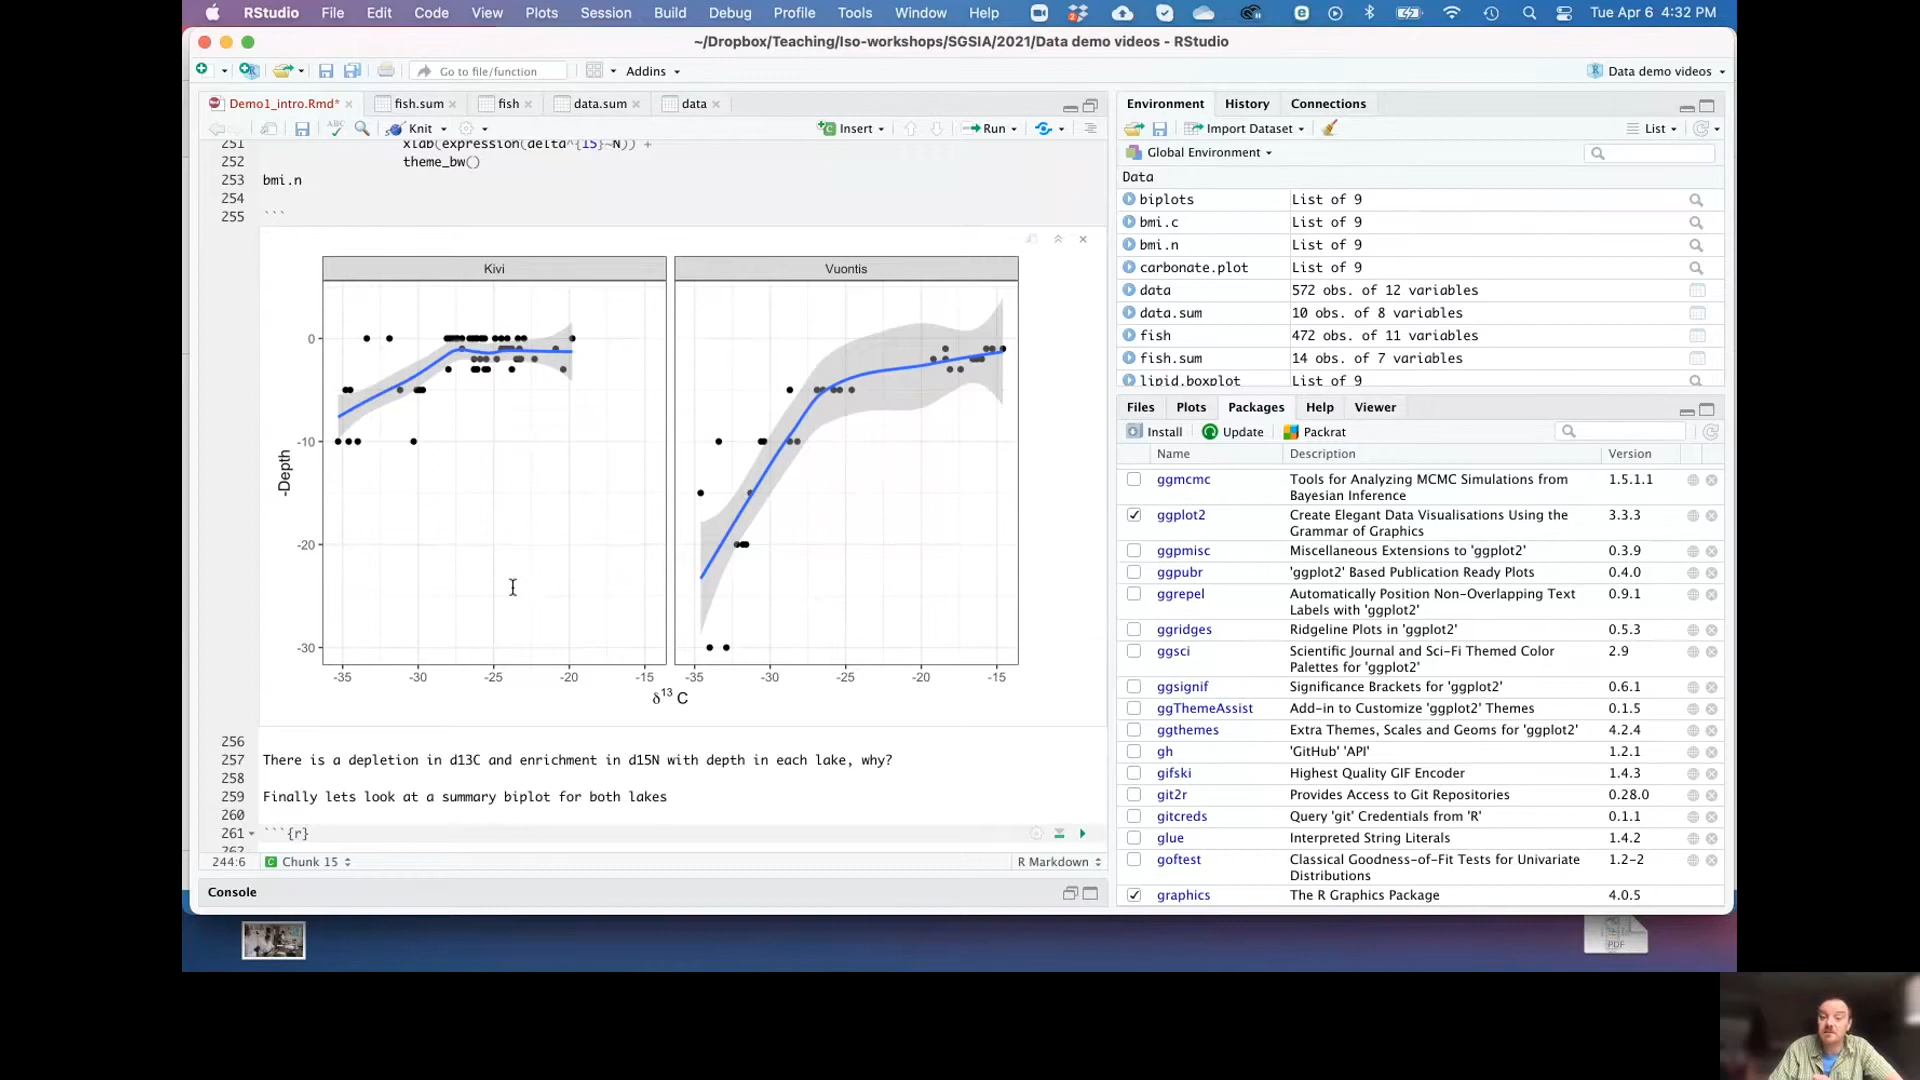 RStudio File Edit Code View Plots Session Build Debug Profile Tools Window Help Tue Apr 6 4:32 PM
~/Dropbox/Teaching/Iso-workshops/SGSIA/2021/Data demo videos - RStudio
Go to file/function Addins Data demo videos
Demo1_intro.Rmd* fish.sum fish data.sum data
ABC Knit Insert Run
251 xlab(expression(delta^{15}~N)) +
252 theme_bw()
253 bmi.n
254
255 ```
Kivi Vuontis
0
-10
-20
-30
-Depth
-35 -30 -25 -20 -15 -35 -30 -25 -20 -15
δ13 C
256
257 There is a depletion in d13C and enrichment in d15N with depth in each lake, why?
258
259 Finally lets look at a summary biplot for both lakes
260
261 ```{r}
262
244:6 Chunk 15 R Markdown
Console
Environment History Connections
Import Dataset List
Global Environment
Data
biplots List of 9
bmi.c List of 9
bmi.n List of 9
carbonate.plot List of 9
data 572 obs. of 12 variables
data.sum 10 obs. of 8 variables
fish 472 obs. of 11 variables
fish.sum 14 obs. of 7 variables
lipid.boxplot List of 9
Files Plots Packages Help Viewer
Install Update Packrat
Name Description Version
ggmcmc Tools for Analyzing MCMC Simulations from 1.5.1.1
Bayesian Inference
ggplot2 Create Elegant Data Visualisations Using the 3.3.3
Grammar of Graphics
ggpmisc Miscellaneous Extensions to 'ggplot2' 0.3.9
ggpubr 'ggplot2' Based Publication Ready Plots 0.4.0
ggrepel Automatically Position Non-Overlapping Text 0.9.1
Labels with 'ggplot2'
ggridges Ridgeline Plots in 'ggplot2' 0.5.3
ggsci Scientific Journal and Sci-Fi Themed Color 2.9
Palettes for 'ggplot2'
ggsignif Significance Brackets for 'ggplot2' 0.6.1
ggThemeAssist Add-in to Customize 'ggplot2' Themes 0.1.5
ggthemes Extra Themes, Scales and Geoms for 'ggplot2' 4.2.4
gh 'GitHub' 'API' 1.2.1
gifski Highest Quality GIF Encoder 1.4.3
git2r Provides Access to Git Repositories 0.28.0
gitcreds Query 'git' Credentials from 'R' 0.1.1
glue Interpreted String Literals 1.4.2
goftest Classical Goodness-of-Fit Tests for Univariate 1.2-2
Distributions
graphics The R Graphics Package 4.0.5
PDF